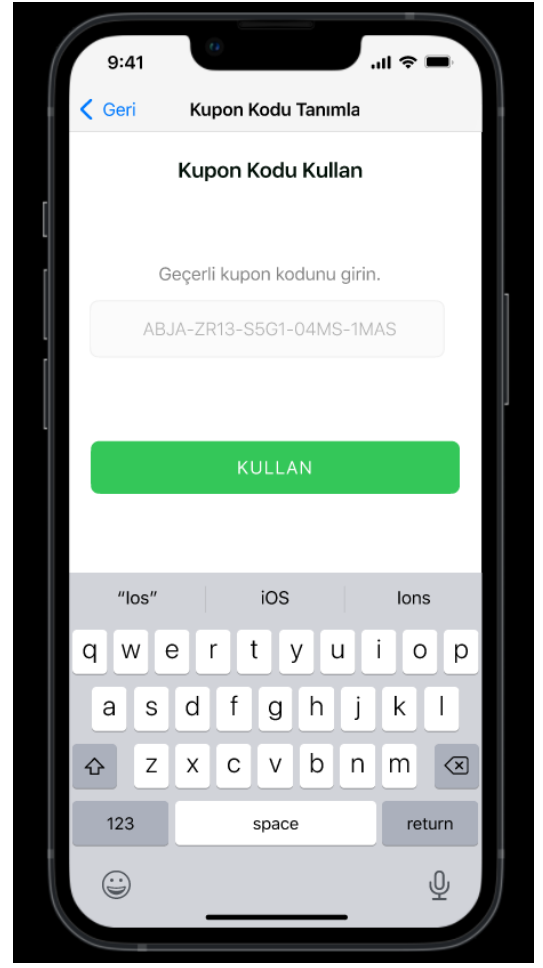 9:41
Geri Kupon Kodu Tanımla
Kupon Kodu Kullan
Geçerli kupon kodunu girin.
ABJA-ZR13-S5G1-04MS-1MAS
KULLAN
“Ios” iOS Ions
q w e r t y u i o p
a s d f g h j k l
z x c v b n m
123 space return